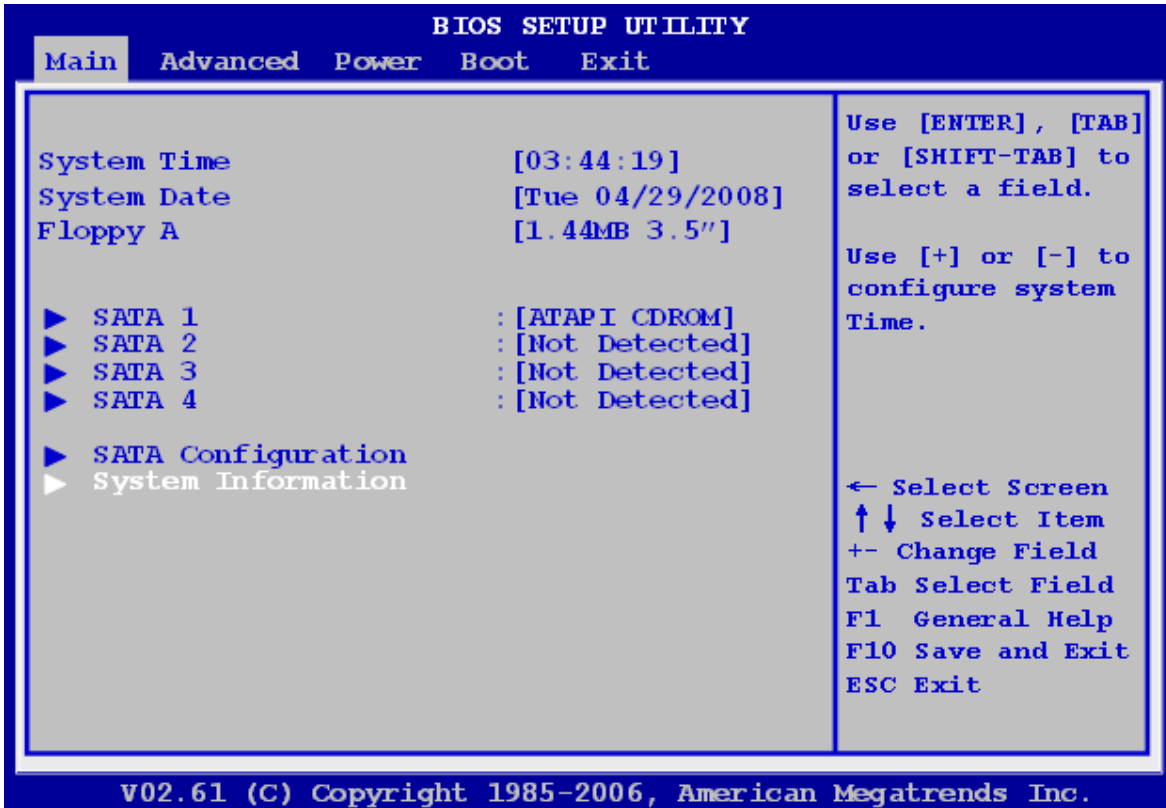 BIOS SETUP UTILITY
Main Advanced Power Boot Exit
System Time [03:44:19]
System Date [Tue 04/29/2008]
Floppy A [1.44MB 3.5"]
▶ SATA 1 :[ATAPI CDROM]
▶ SATA 2 :[Not Detected]
▶ SATA 3 :[Not Detected]
▶ SATA 4 :[Not Detected]
▶ SATA Configuration
▶ System Information
Use [ENTER], [TAB]
or [SHIFT-TAB] to
select a field.
Use [+] or [-] to
configure system
Time.
← Select Screen
↑↓ Select Item
+- Change Field
Tab Select Field
F1 General Help
F10 Save and Exit
ESC Exit
V02.61 (C) Copyright 1985-2006, American Megatrends Inc.